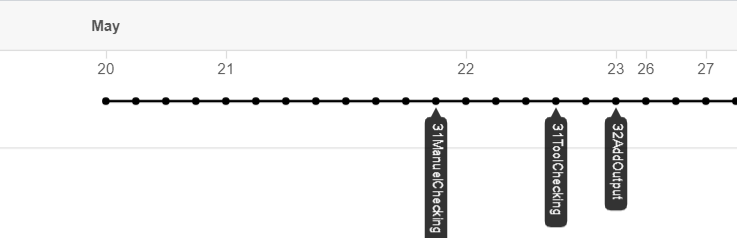 May
20 21 22 23 26 27
31ManuelChecking
31ToolChecking
32AddOutput